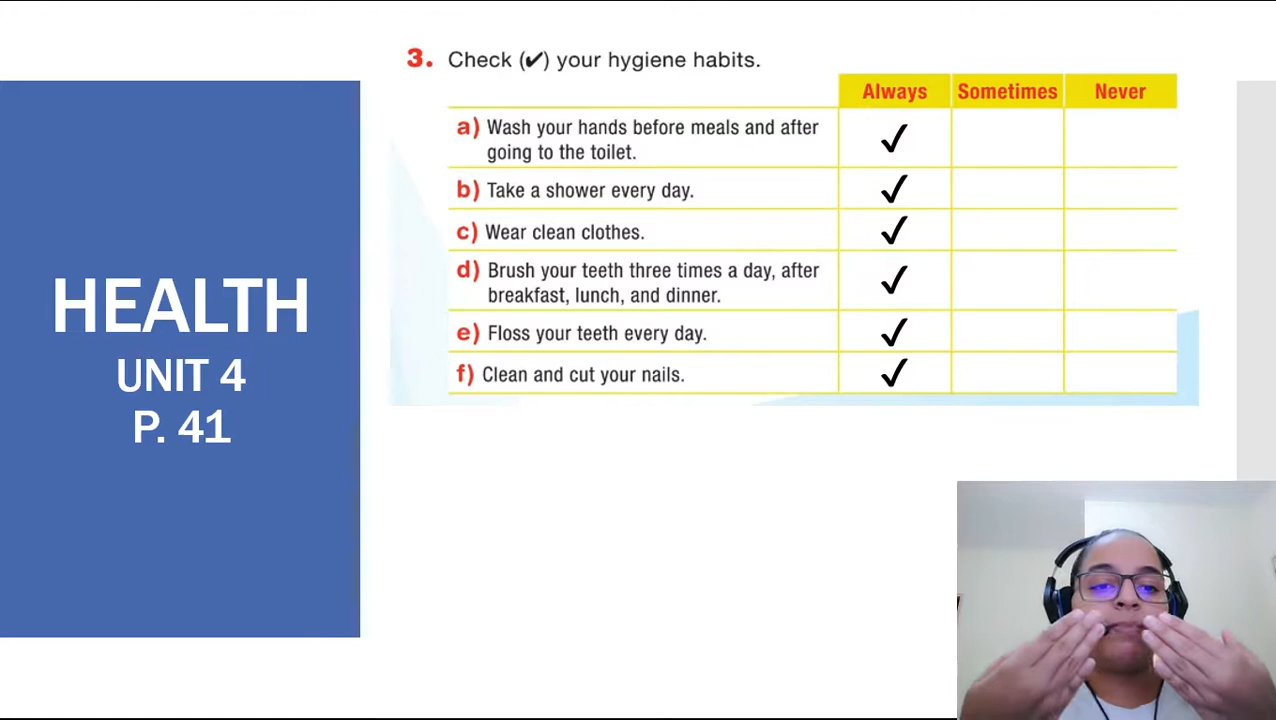 HEALTH
UNIT 4
P. 41
3. Check (✔) your hygiene habits.
Always Sometimes Never
a) Wash your hands before meals and after
going to the toilet. ✓
b) Take a shower every day. ✓
c) Wear clean clothes. ✓
d) Brush your teeth three times a day, after
breakfast, lunch, and dinner. ✓
e) Floss your teeth every day. ✓
f) Clean and cut your nails. ✓